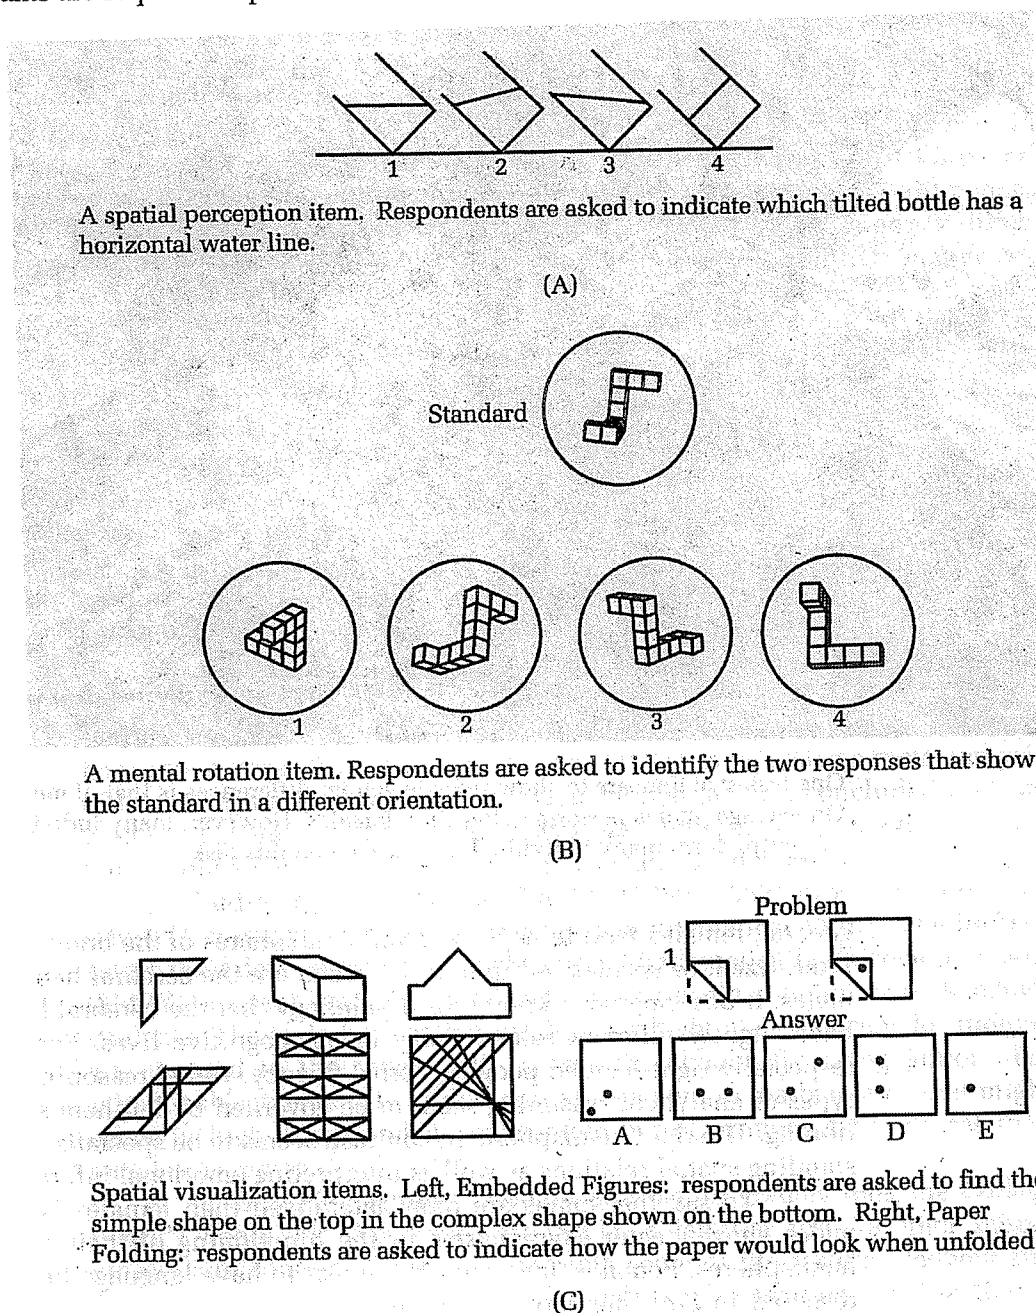 1 2 3 4
A spatial perception item. Respondents are asked to indicate which tilted bottle has a
horizontal water line.
(A)
Standard
1 2 3 4
A mental rotation item. Respondents are asked to identify the two responses that show
the standard in a different orientation.
(B)
Problem
1
Answer
A B C D E
Spatial visualization items. Left, Embedded Figures: respondents are asked to find the
simple shape on the top in the complex shape shown on the bottom. Right, Paper
Folding: respondents are asked to indicate how the paper would look when unfolded
(C)